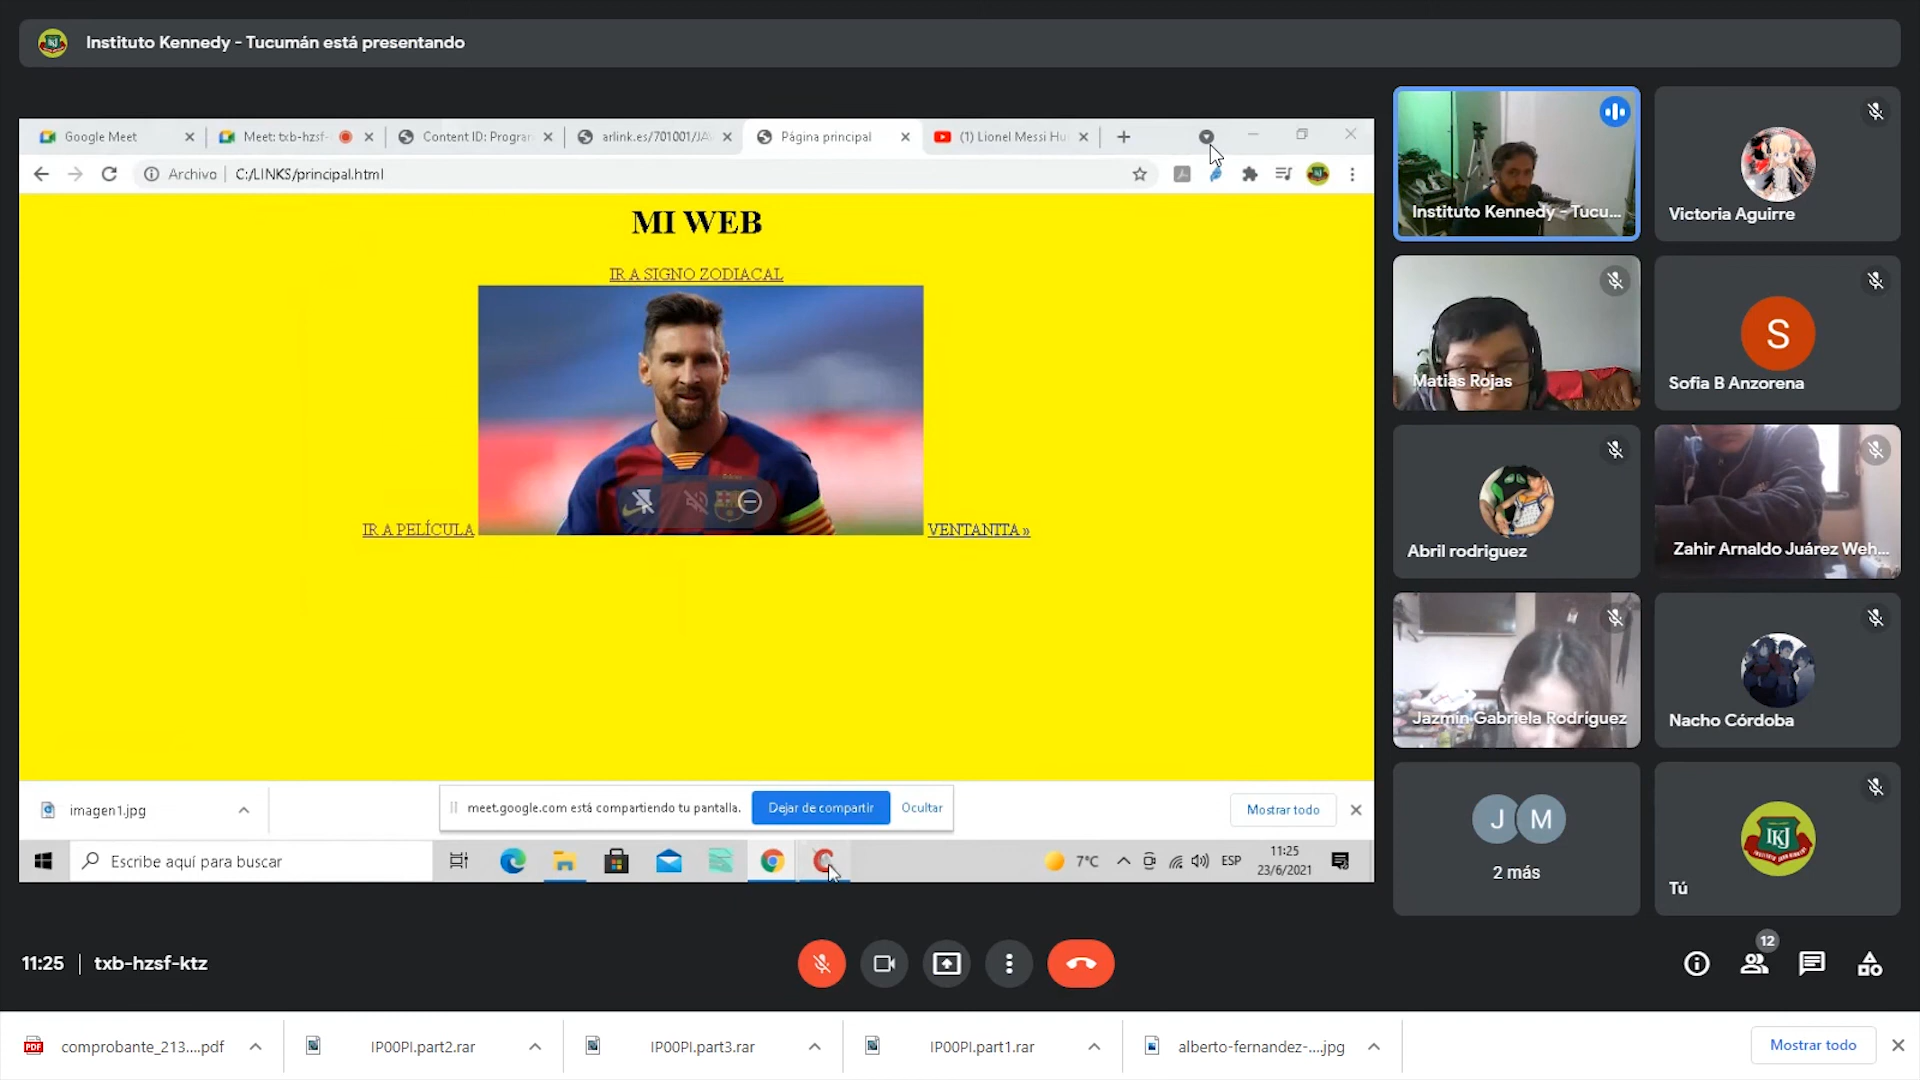 Instituto Kennedy - Tucumán está presentando
Google Meet
Meet: txb-hzsf-
Content ID: Program
arlink.es/701001/JA
Página principal
(1) Lionel Messi Hu
Archivo | C:/LINKS/principal.html
MI WEB
IR A SIGNO ZODIACAL
IR A PELÍCULA
VENTANITA »
imagen1.jpg
meet.google.com está compartiendo tu pantalla.
Dejar de compartir
Ocultar
Mostrar todo
Escribe aquí para buscar
7°C
ESP
11:25
23/6/2021
Instituto Kennedy - Tucu...
Victoria Aguirre
Matias Rojas
S
Sofia B Anzorena
Abril rodriguez
Zahir Arnaldo Juárez Weh...
Jazmin Gabriela Rodríguez
Nacho Córdoba
J M
2 más
IKJ
Tú
11:25 | txb-hzsf-ktz
12
PDF
comprobante_213....pdf
IP00PI.part2.rar
IP00PI.part3.rar
IP00PI.part1.rar
alberto-fernandez-....jpg
Mostrar todo